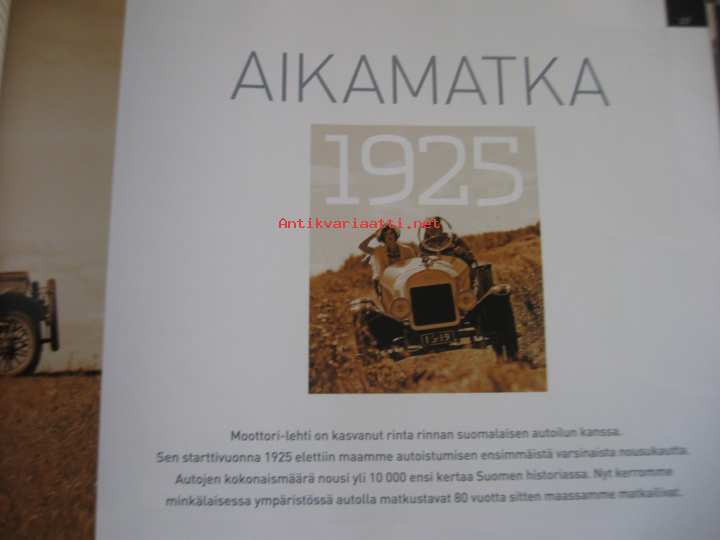 AIKAMATKA
1925
Antikvariaatti.net
Moottori-lehti on kasvanut rinta rinnan suomalaisen autoilun kanssa.
Sen starttivuonna 1925 elettiin maamme autoistumisen ensimmäistä varsinaista nousukautta.
Autojen kokonaismäärä nousi yli 10 000 ensi kertaa Suomen historiassa. Nyt kerromme
minkälaisessa ympäristössä autolla matkustavat 80 vuotta sitten maassamme matkailivat.